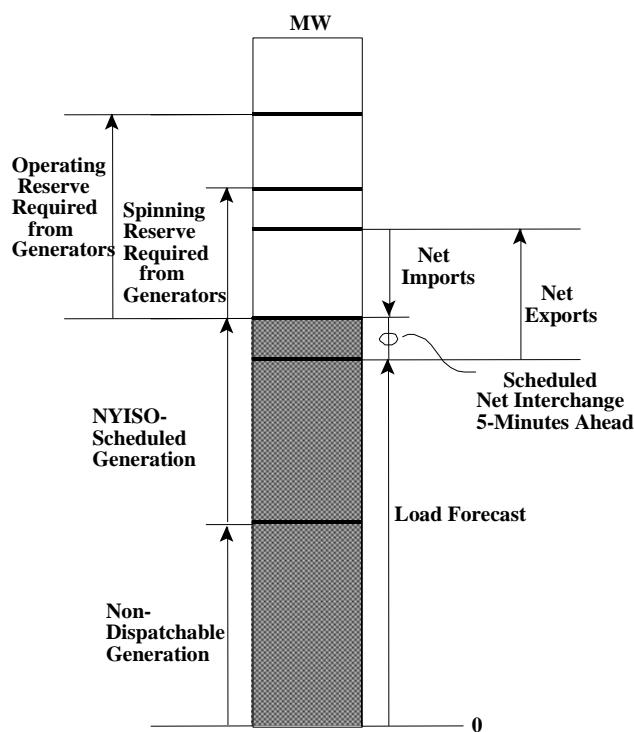 MW
Operating
Reserve
Required
from
Generators
Spinning
Reserve
Required
from
Generators
Net
Imports
Net
Exports
Scheduled
Net Interchange
5-Minutes Ahead
NYISO-
Scheduled
Generation
Load Forecast
Non-
Dispatchable
Generation
0